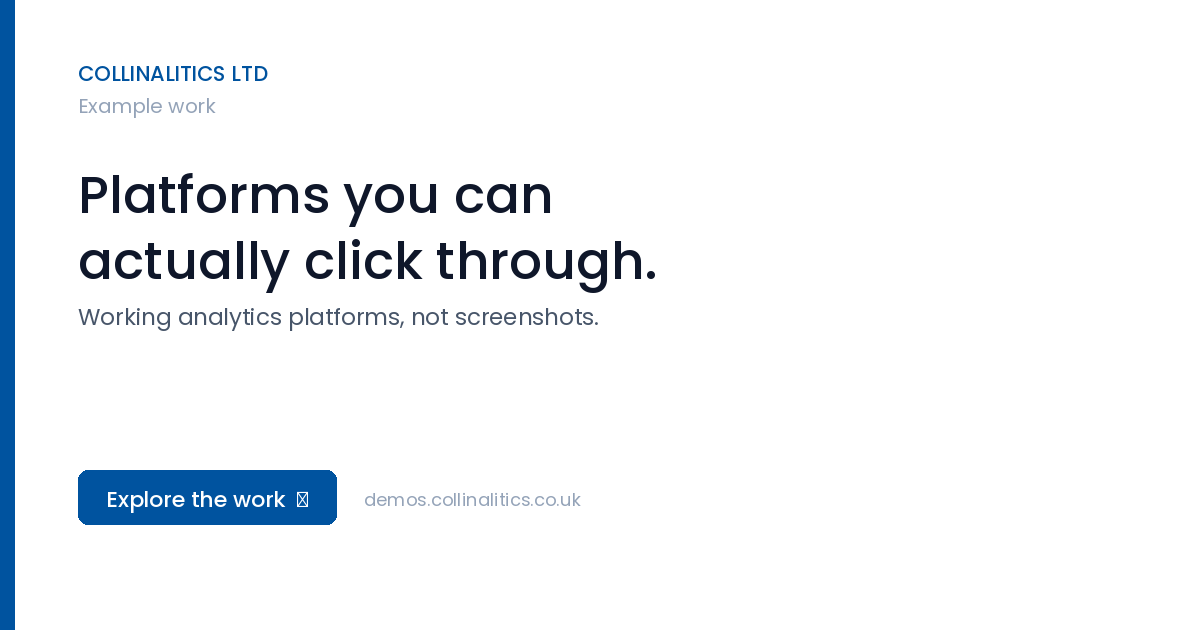 COLLINALITICS LTD
Example work
Platforms you can
actually click through.
Working analytics platforms, not screenshots.
Explore the work
demos.collinalitics.co.uk